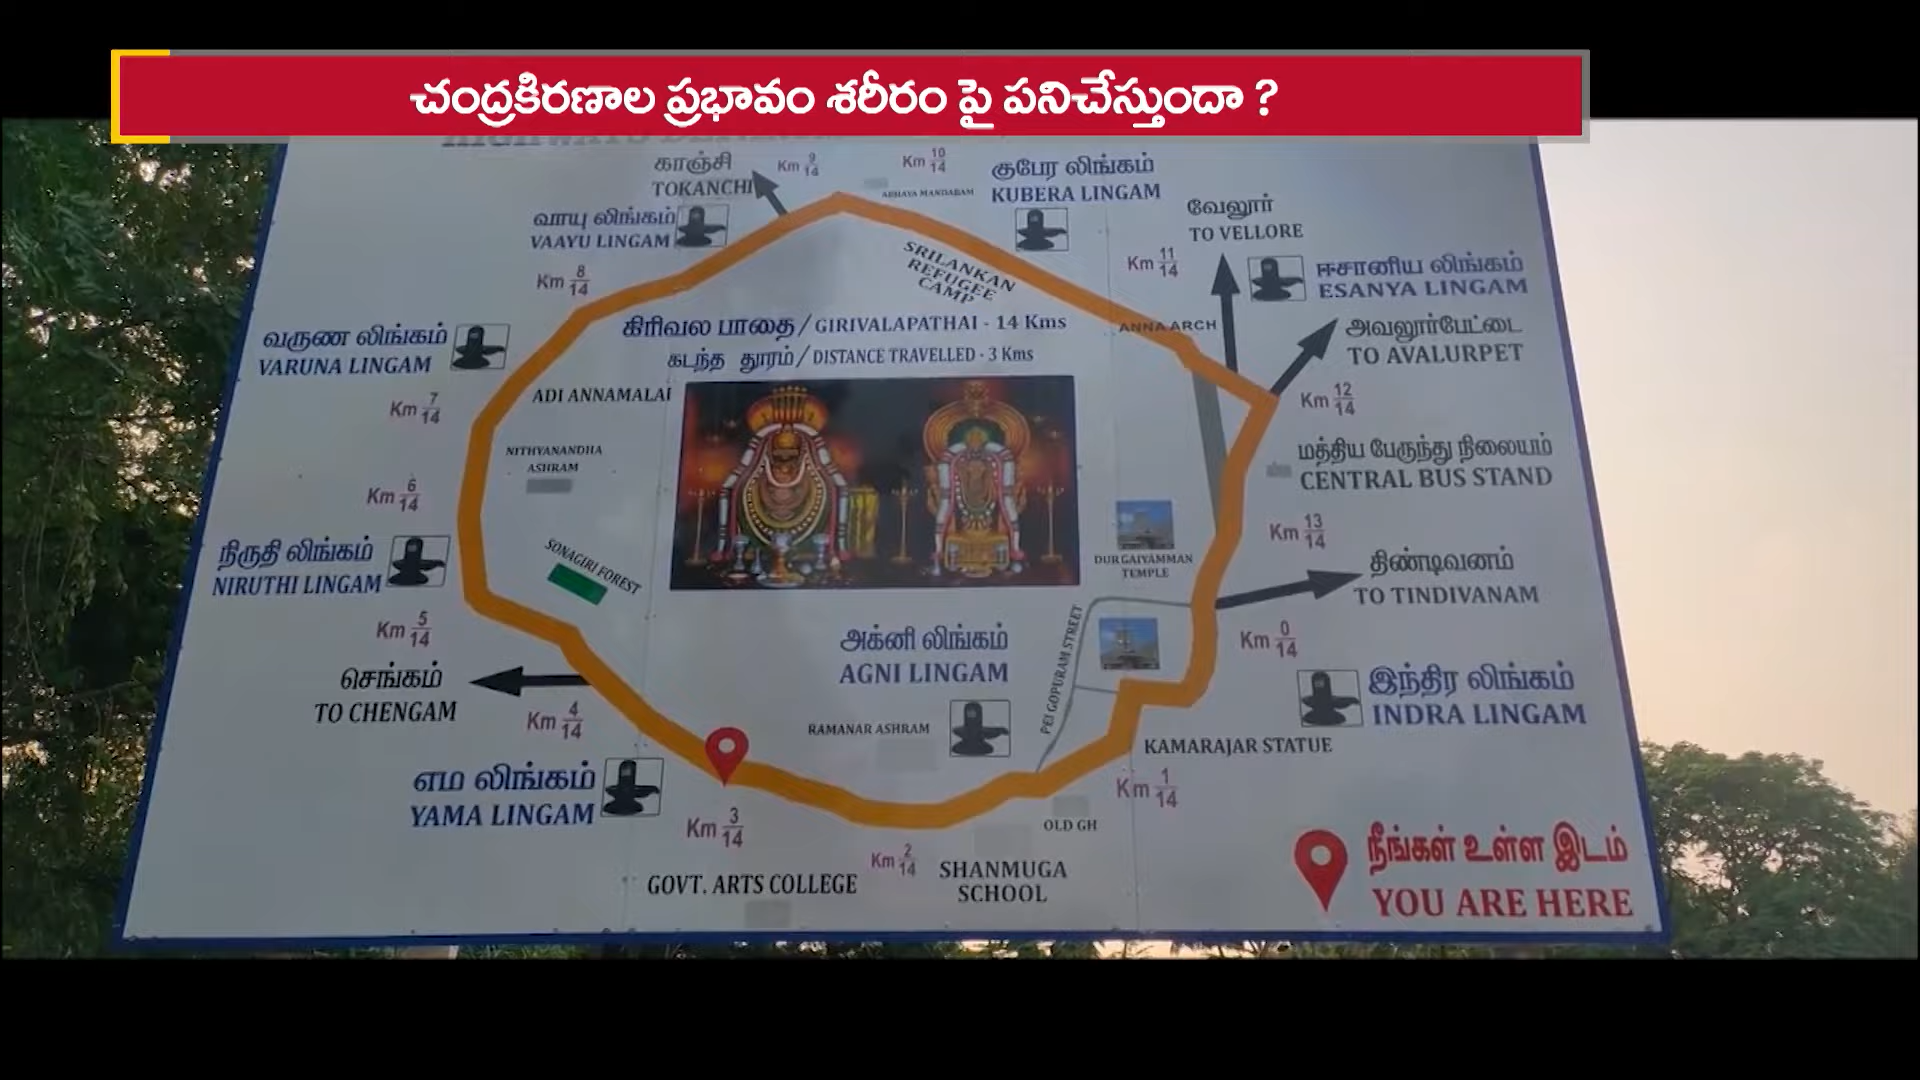 చంద్రకిరణాల ప్రభావం శరీరం పై పనిచేస్తుందా ?
காஞ்சி
TOKANCHI
Km 9/14
Km 10/14
ABHAYA MANDABAM
குபேர லிங்கம்
KUBERA LINGAM
வாயு லிங்கம்
VAAYU LINGAM
Km 8/14
வேலூர்
TO VELLORE
Km 11/14
ஈசானிய லிங்கம்
ESANYA LINGAM
SRILANKAN
REFUGEE
CAMP
கிரிவல பாதை / GIRIVALAPATHAI - 14 Kms
கடந்த தூரம் / DISTANCE TRAVELLED - 3 Kms
ANNA ARCH
அவலூர்பேட்டை
TO AVALURPET
வருண லிங்கம்
VARUNA LINGAM
Km 7/14
ADI ANNAMALAI
Km 12/14
NITHYANANDHA
ASHRAM
மத்திய பேருந்து நிலையம்
CENTRAL BUS STAND
Km 6/14
Km 13/14
நிருதி லிங்கம்
NIRUTHI LINGAM
SONAGIRI FOREST
DURGAIYAMMAN
TEMPLE
திண்டிவனம்
TO TINDIVANAM
Km 5/14
அக்னி லிங்கம்
AGNI LINGAM
PEI GOPURAM STREET
Km 0/14
செங்கம்
TO CHENGAM
Km 4/14
RAMANAR ASHRAM
இந்திர லிங்கம்
INDRA LINGAM
KAMARAJAR STATUE
எம லிங்கம்
YAMA LINGAM
Km 1/14
Km 3/14
OLD GH
Km 2/14
GOVT. ARTS COLLEGE
SHANMUGA
SCHOOL
நீங்கள் உள்ள இடம்
YOU ARE HERE